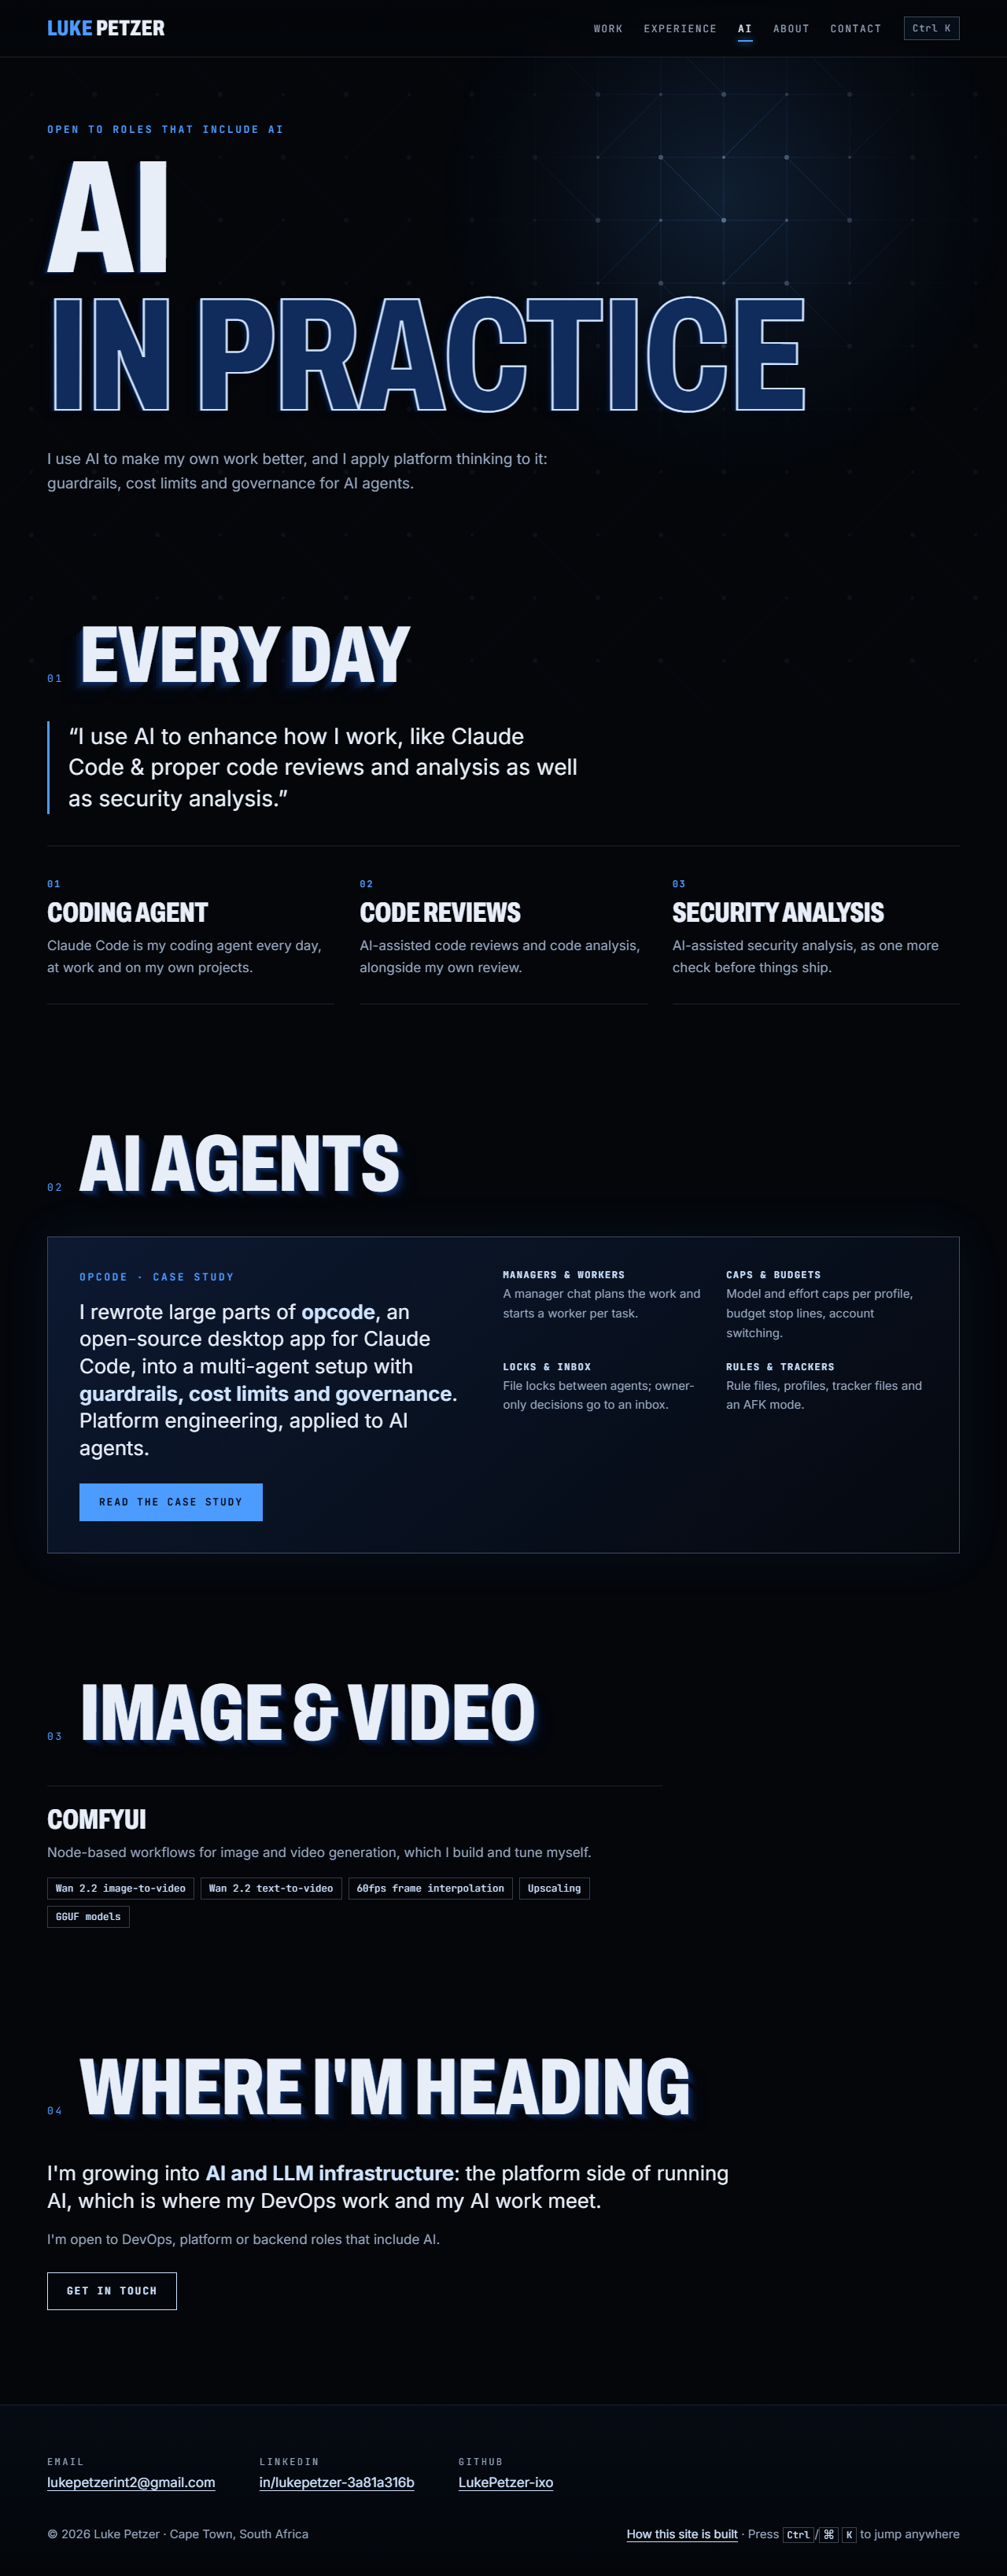 LUKE PETZER
WORK EXPERIENCE AI ABOUT CONTACT Ctrl K
OPEN TO ROLES THAT INCLUDE AI
AI
IN PRACTICE
I use AI to make my own work better, and I apply platform thinking to it:
guardrails, cost limits and governance for AI agents.
01 EVERY DAY
“I use AI to enhance how I work, like Claude
Code & proper code reviews and analysis as well
as security analysis.”
01
CODING AGENT
Claude Code is my coding agent every day,
at work and on my own projects.
02
CODE REVIEWS
AI-assisted code reviews and code analysis,
alongside my own review.
03
SECURITY ANALYSIS
AI-assisted security analysis, as one more
check before things ship.
02 AI AGENTS
OPCODE · CASE STUDY
I rewrote large parts of opcode, an
open-source desktop app for Claude
Code, into a multi-agent setup with
guardrails, cost limits and governance.
Platform engineering, applied to AI
agents.
READ THE CASE STUDY
MANAGERS & WORKERS
A manager chat plans the work and
starts a worker per task.
CAPS & BUDGETS
Model and effort caps per profile,
budget stop lines, account
switching.
LOCKS & INBOX
File locks between agents; owner-
only decisions go to an inbox.
RULES & TRACKERS
Rule files, profiles, tracker files and
an AFK mode.
03 IMAGE & VIDEO
COMFYUI
Node-based workflows for image and video generation, which I build and tune myself.
Wan 2.2 image-to-video Wan 2.2 text-to-video 60fps frame interpolation Upscaling
GGUF models
04 WHERE I'M HEADING
I'm growing into AI and LLM infrastructure: the platform side of running
AI, which is where my DevOps work and my AI work meet.
I'm open to DevOps, platform or backend roles that include AI.
GET IN TOUCH
EMAIL
lukepetzerint2@gmail.com
LINKEDIN
in/lukepetzer-3a81a316b
GITHUB
LukePetzer-ixo
© 2026 Luke Petzer · Cape Town, South Africa
How this site is built · Press Ctrl/⌘ K to jump anywhere